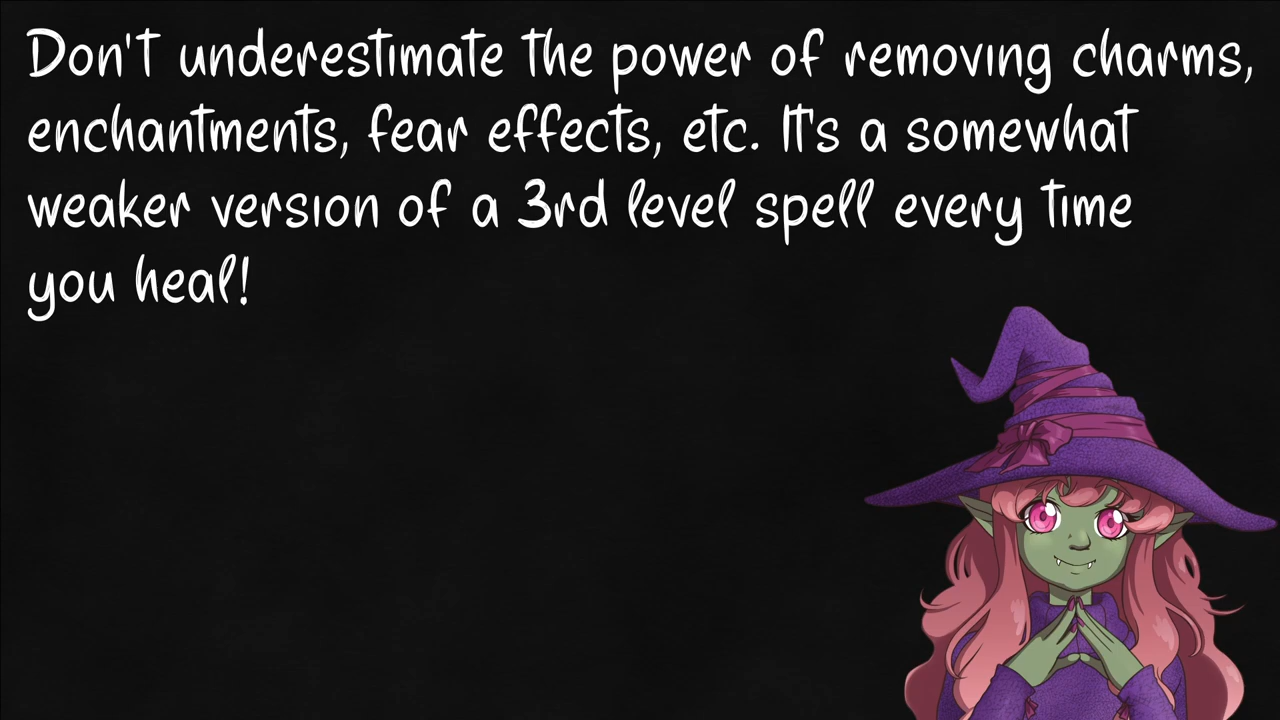 Don't underestimate the power of removing charms,
enchantments, fear effects, etc. It's a somewhat
weaker version of a 3rd level spell every time
you heal!